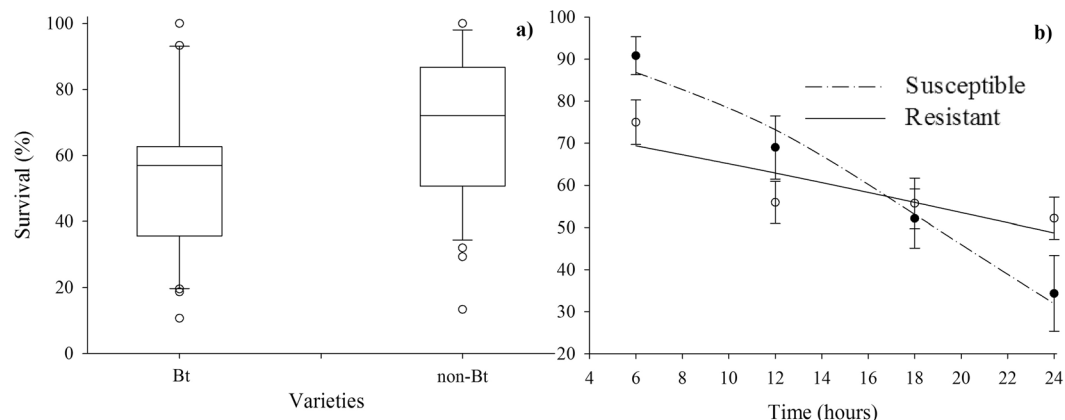 a)
Survival (%)
100
80
60
40
20
0
Bt
non-Bt
Varieties
b)
100
90
80
70
60
50
40
30
20
Susceptible
Resistant
4 6 8 10 12 14 16 18 20 22 24
Time (hours)